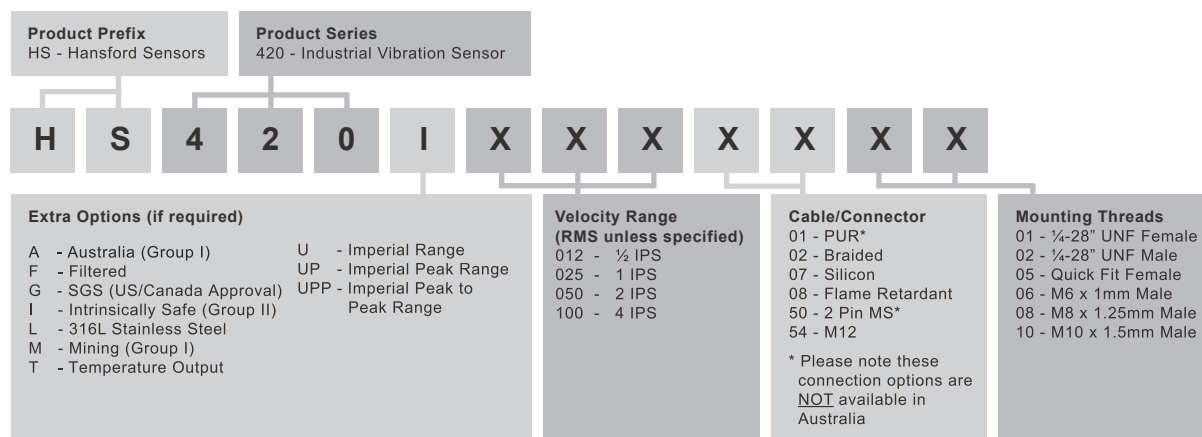 Product Prefix
HS - Hansford Sensors
Product Series
420 - Industrial Vibration Sensor
H S 4 2 0 I X X X X X X X
Extra Options (if required)
A - Australia (Group I)
F - Filtered
G - SGS (US/Canada Approval)
I - Intrinsically Safe (Group II)
L - 316L Stainless Steel
M - Mining (Group I)
T - Temperature Output
U - Imperial Range
UP - Imperial Peak Range
UPP - Imperial Peak to
Peak Range
Velocity Range
(RMS unless specified)
012 - ½ IPS
025 - 1 IPS
050 - 2 IPS
100 - 4 IPS
Cable/Connector
01 - PUR*
02 - Braided
07 - Silicon
08 - Flame Retardant
50 - 2 Pin MS*
54 - M12
* Please note these
connection options are
NOT available in
Australia
Mounting Threads
01 - ¼-28” UNF Female
02 - ¼-28” UNF Male
05 - Quick Fit Female
06 - M6 x 1mm Male
08 - M8 x 1.25mm Male
10 - M10 x 1.5mm Male